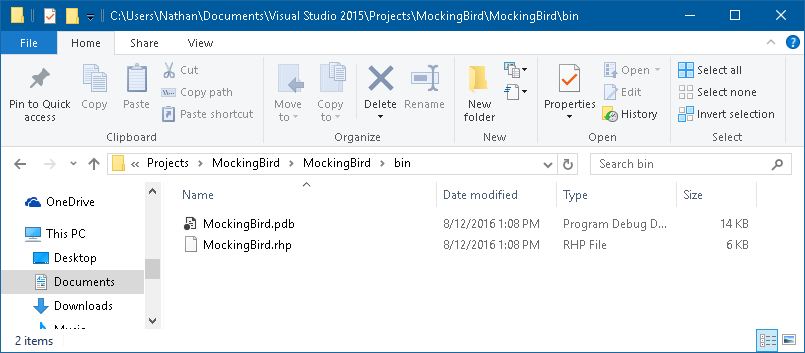 C:\Users\Nathan\Documents\Visual Studio 2015\Projects\MockingBird\MockingBird\bin
File Home Share View
Pin to Quick access
Copy
Paste
Cut
Copy path
Paste shortcut
Clipboard
Move to
Copy to
Delete
Rename
Organize
New folder
New
Properties
Open
Edit
History
Open
Select all
Select none
Invert selection
Select
« Projects > MockingBird > MockingBird > bin
Search bin
OneDrive
This PC
Desktop
Documents
Downloads
Music
Name Date modified Type Size
MockingBird.pdb 8/12/2016 1:08 PM Program Debug D... 14 KB
MockingBird.rhp 8/12/2016 1:08 PM RHP File 6 KB
2 items